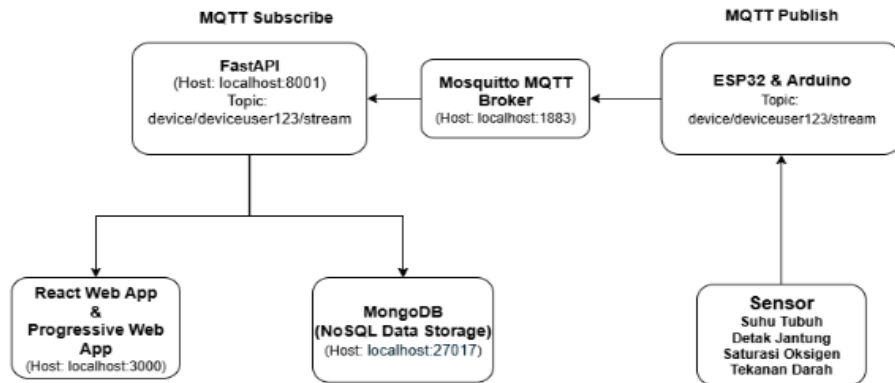 MQTT Subscribe
MQTT Publish
FastAPI
(Host: localhost:8001)
Topic:
device/deviceuser123/stream
Mosquitto MQTT
Broker
(Host: localhost:1883)
ESP32 & Arduino
Topic:
device/deviceuser123/stream
React Web App
&
Progressive Web
App
(Host: localhost:3000)
MongoDB
(NoSQL Data Storage)
(Host: localhost:27017)
Sensor
Suhu Tubuh
Detak Jantung
Saturasi Oksigen
Tekanan Darah